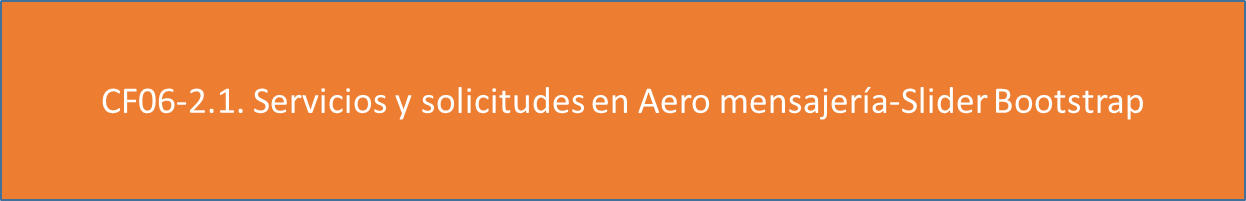 CF06-2.1. Servicios y solicitudes en Aero mensajería-Slider Bootstrap